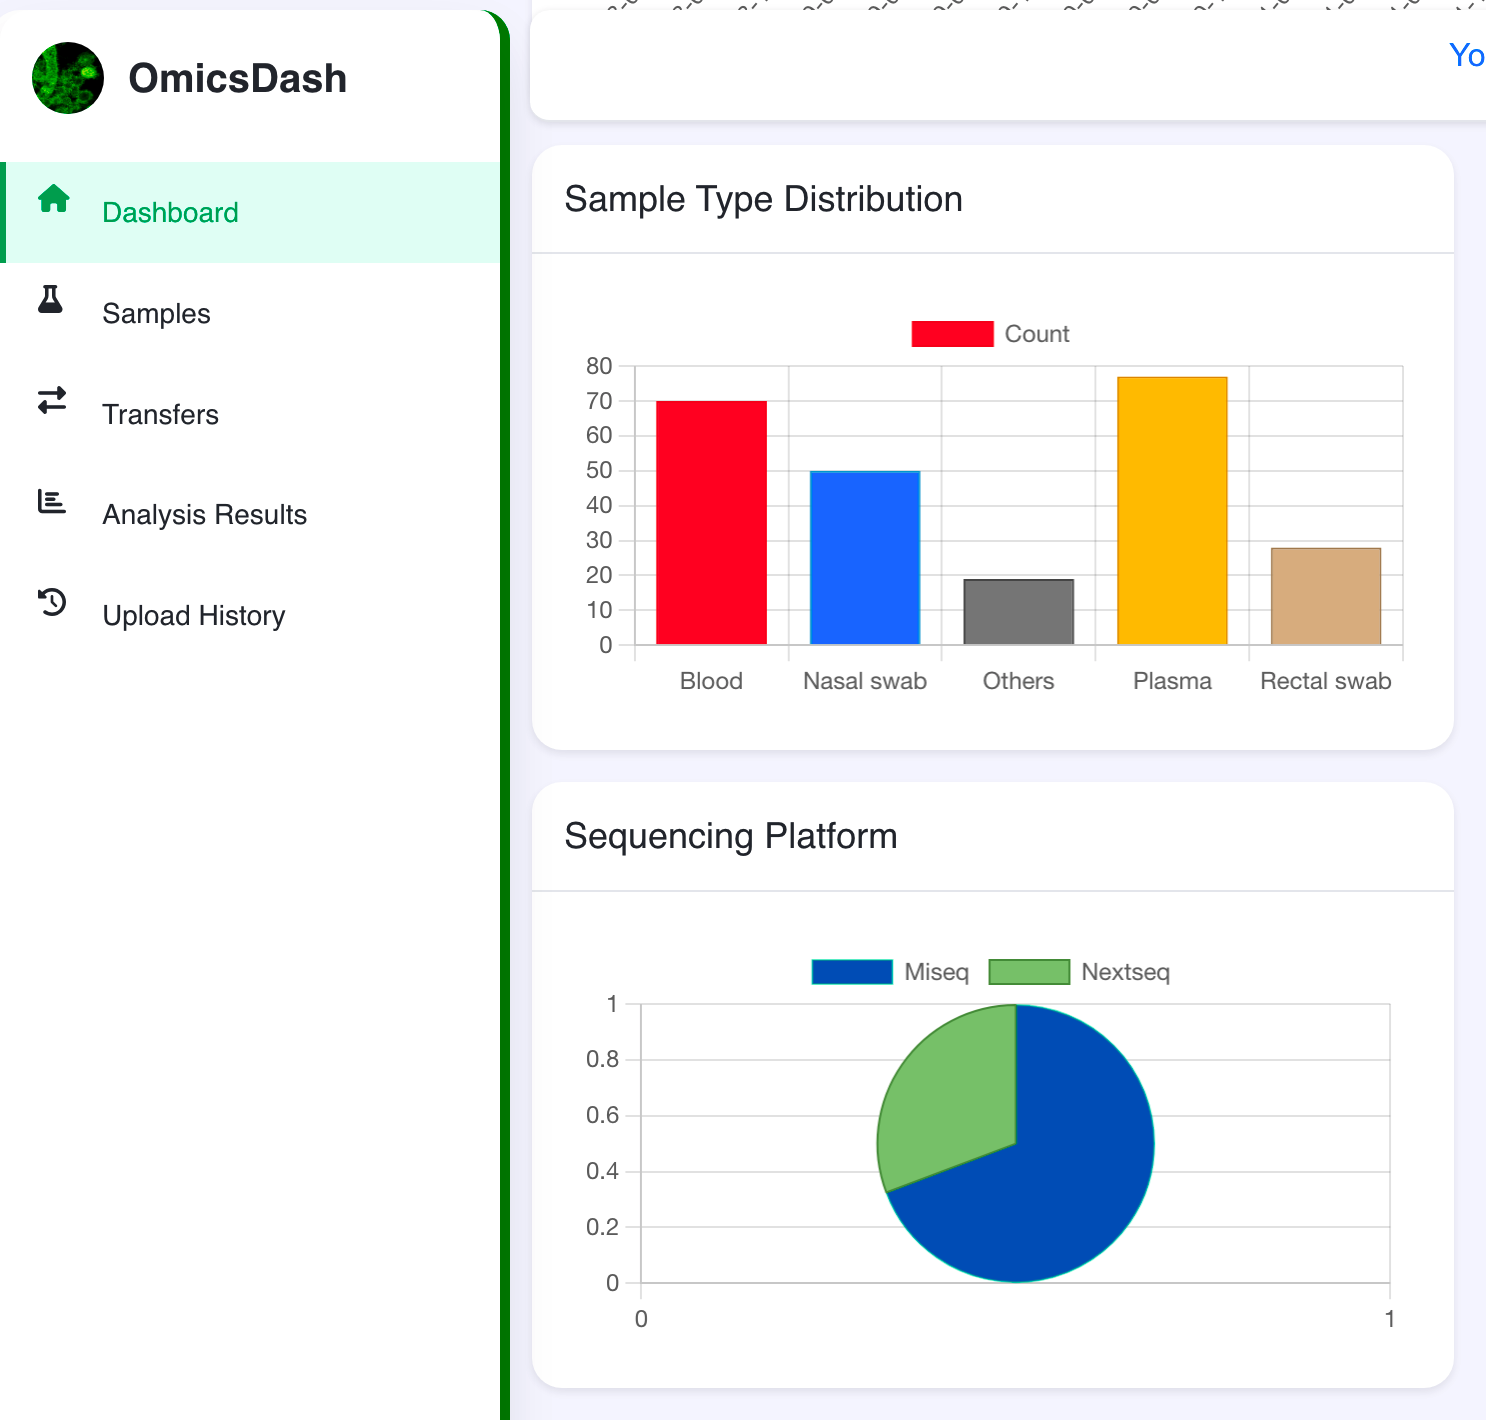 OmicsDash
Dashboard
Samples
Transfers
Analysis Results
Upload History
Yo
Sample Type Distribution
Count
80
70
60
50
40
30
20
10
0
Blood Nasal swab Others Plasma Rectal swab
Sequencing Platform
Miseq Nextseq
1
0.8
0.6
0.4
0.2
0
0 1